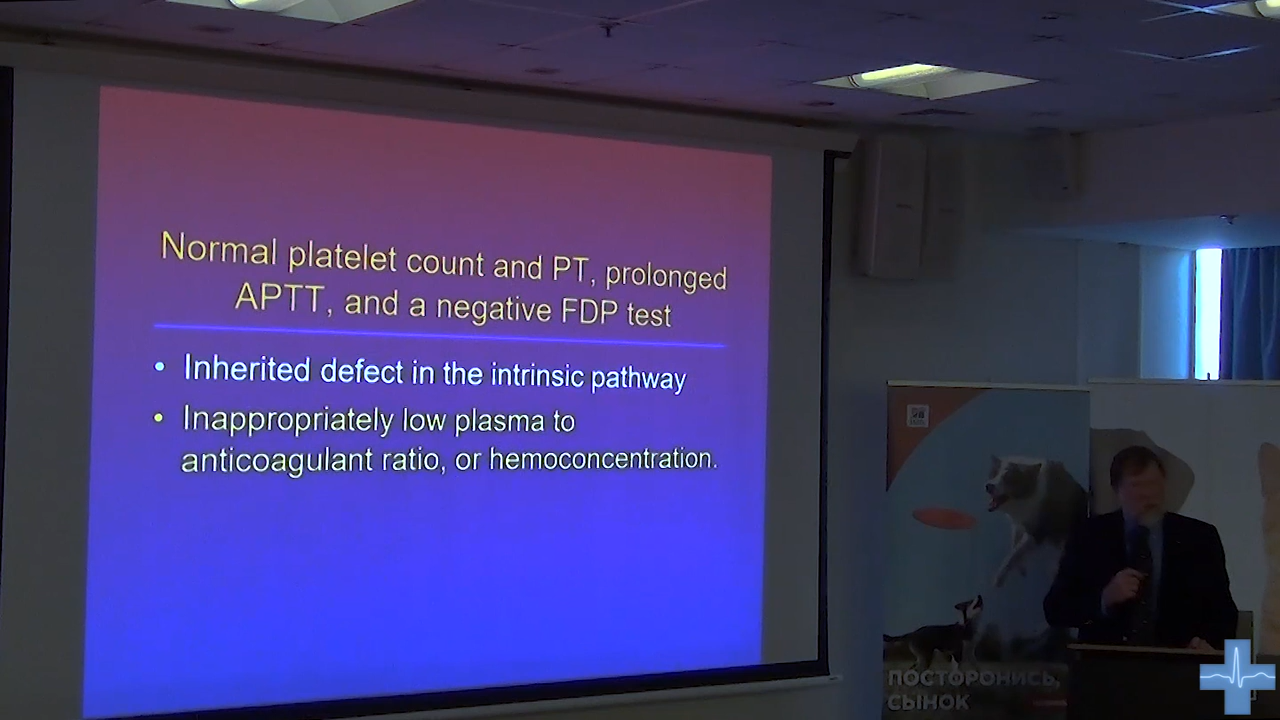 Normal platelet count and PT, prolonged
APTT, and a negative FDP test
• Inherited defect in the intrinsic pathway
• Inappropriately low plasma to
anticoagulant ratio, or hemoconcentration.
ПОСТОРОНИСЬ,
СЫНОК